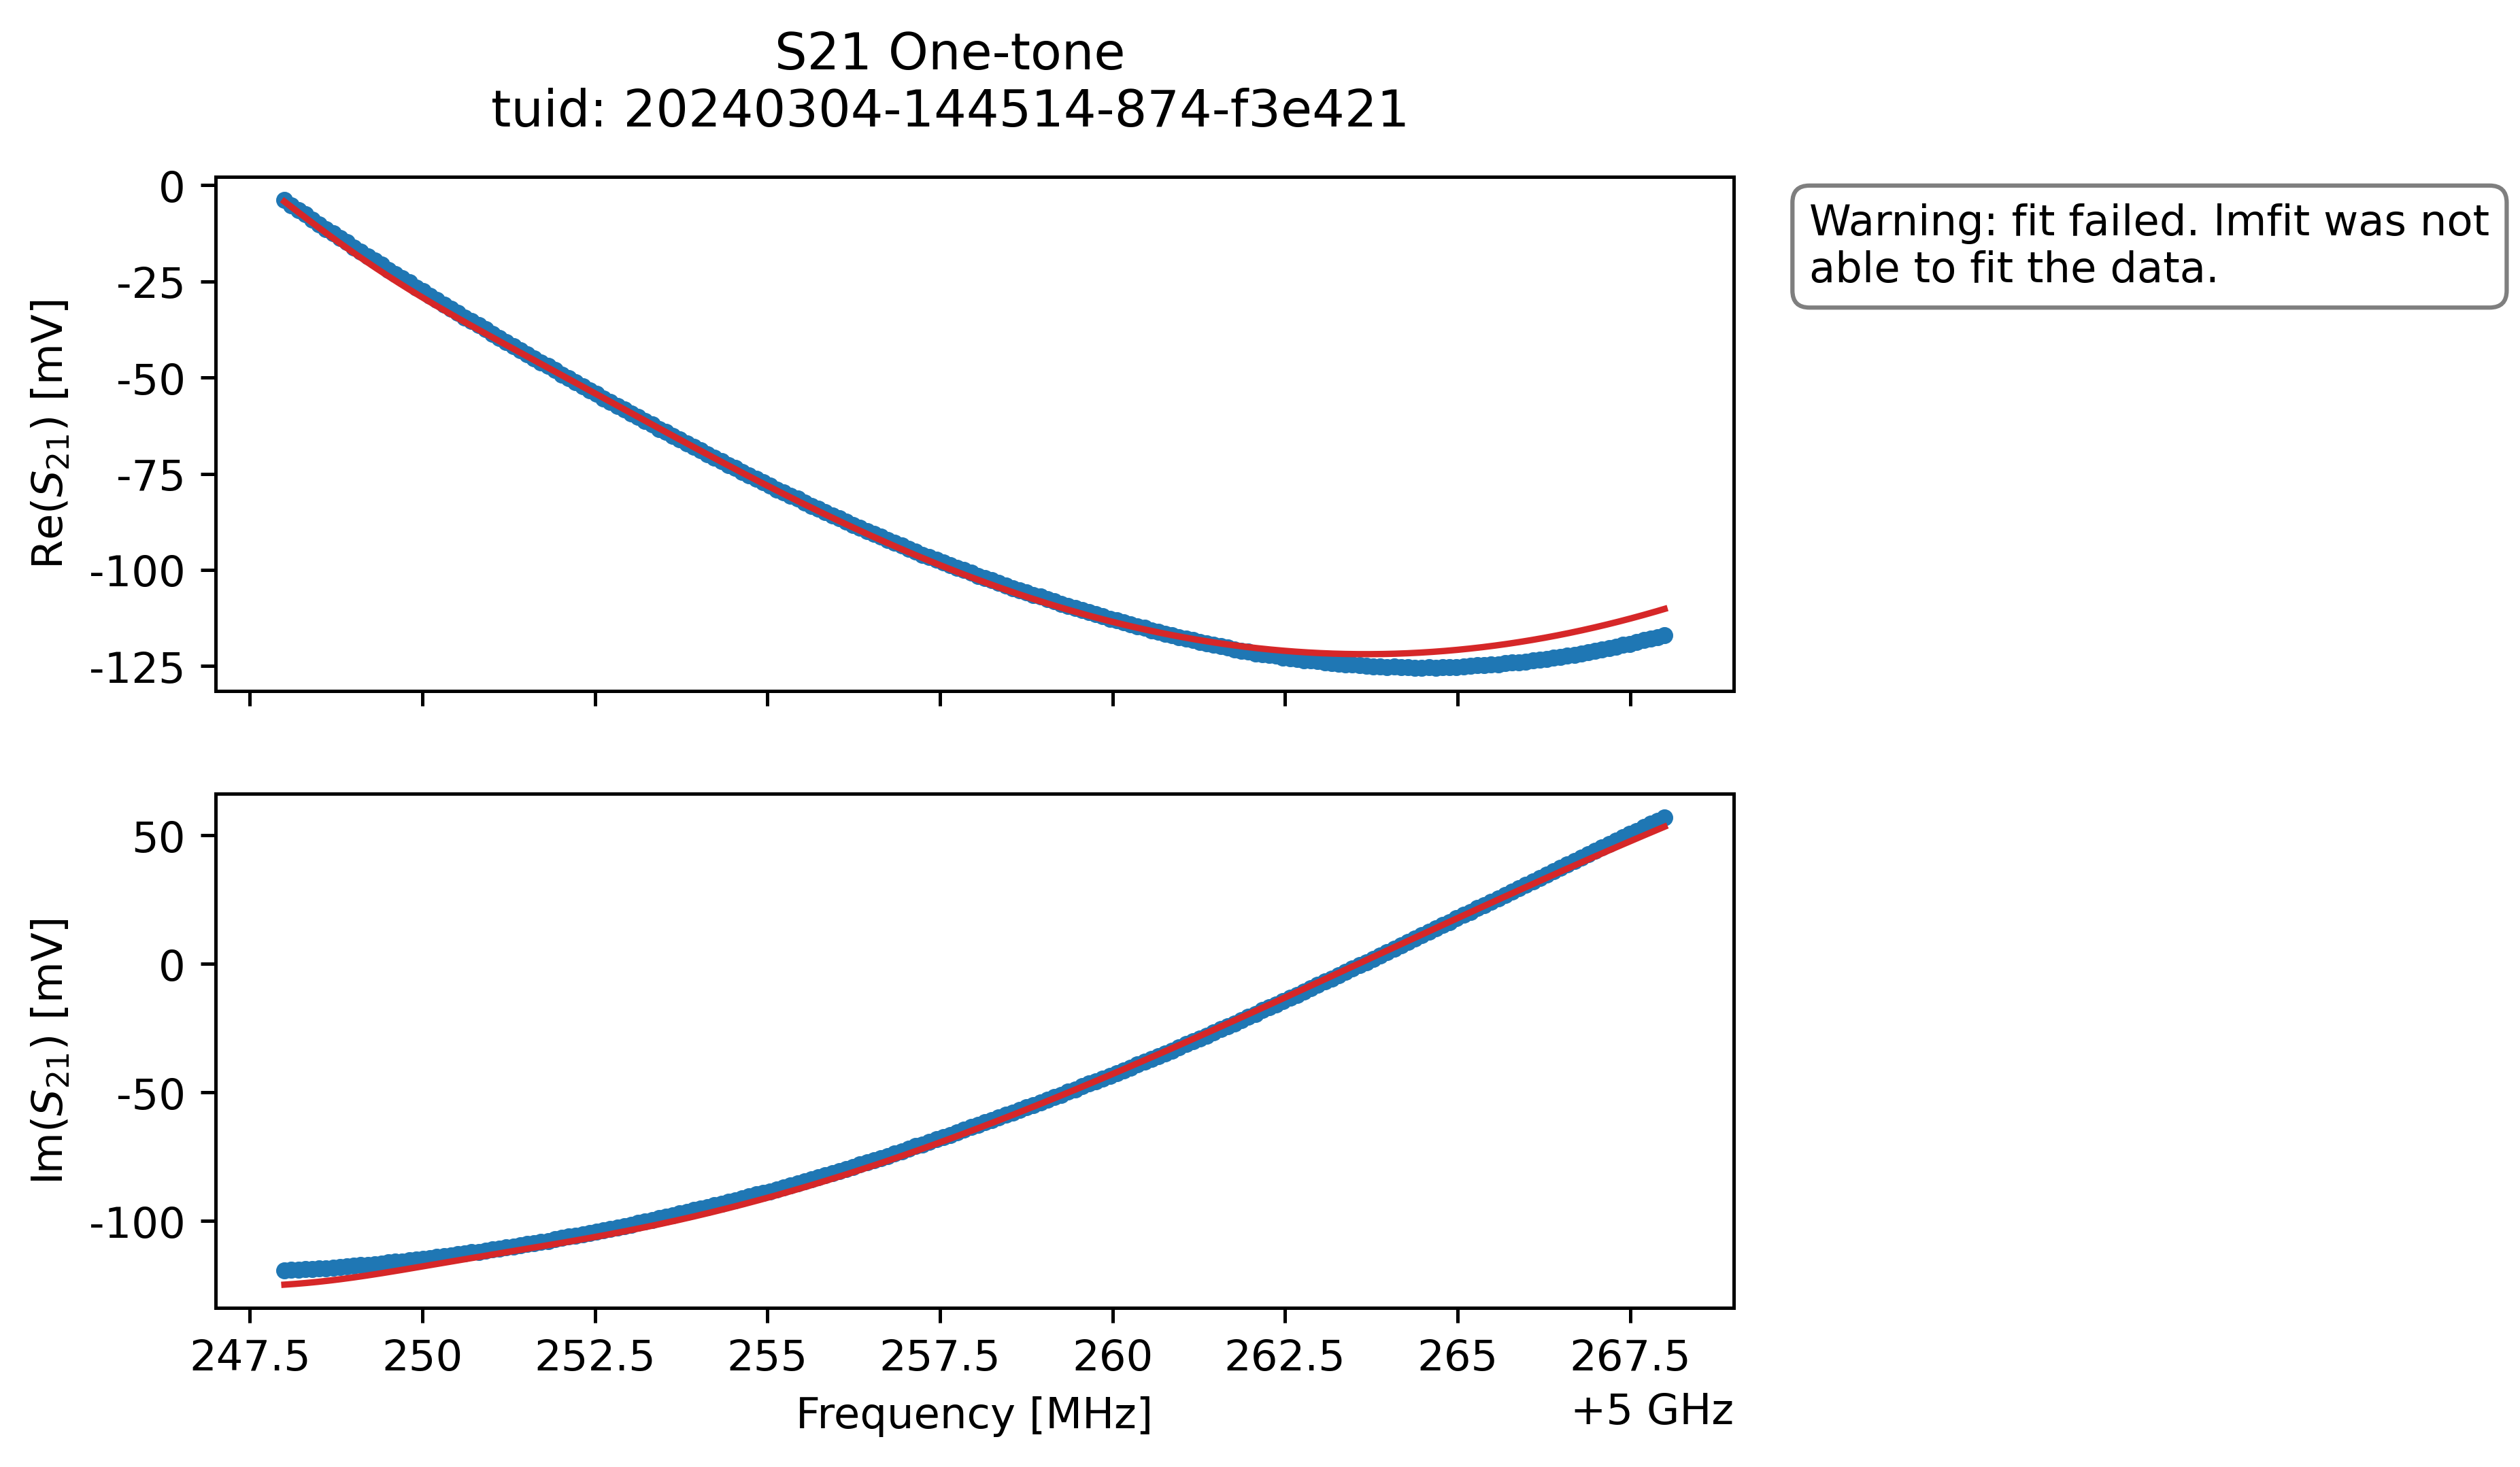 S21 One-tone
tuid: 20240304-144514-874-f3e421
0
-25
-50
-75
-100
-125
Re(S21) [mV]
Warning: fit failed. lmfit was not
able to fit the data.
50
0
-50
-100
Im(S21) [mV]
247.5 250 252.5 255 257.5 260 262.5 265 267.5
Frequency [MHz]
+5 GHz